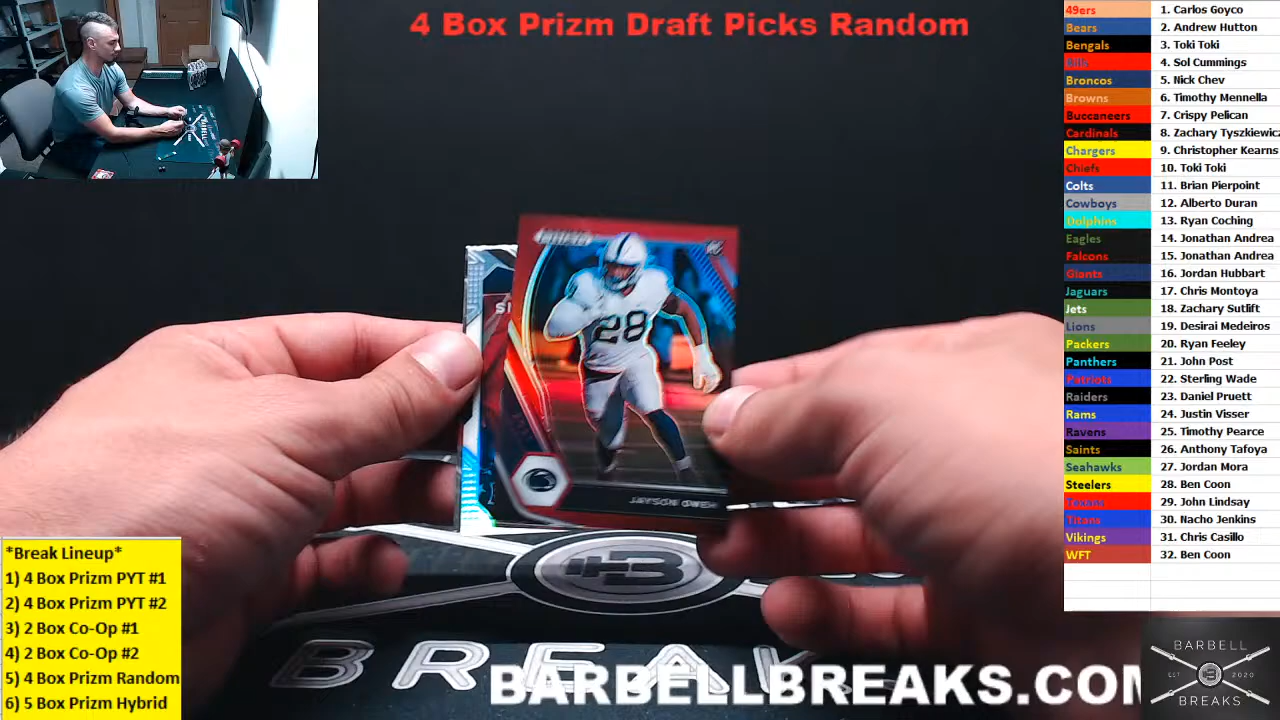 4 Box Prizm Draft Picks Random
49ers 1. Carlos Goyco
Bears 2. Andrew Hutton
Bengals 3. Toki Toki
Bills 4. Sol Cummings
Broncos 5. Nick Chev
Browns 6. Timothy Mennella
Buccaneers 7. Crispy Pelican
Cardinals 8. Zachary Tyszkiewicz
Chargers 9. Christopher Kearns
Chiefs 10. Toki Toki
Colts 11. Brian Pierpoint
Cowboys 12. Alberto Duran
Dolphins 13. Ryan Coching
Eagles 14. Jonathan Andrea
Falcons 15. Jonathan Andrea
Giants 16. Jordan Hubbart
Jaguars 17. Chris Montoya
Jets 18. Zachary Sutlift
Lions 19. Desirai Medeiros
Packers 20. Ryan Feeley
Panthers 21. John Post
Patriots 22. Sterling Wade
Raiders 23. Daniel Pruett
Rams 24. Justin Visser
Ravens 25. Timothy Pearce
Saints 26. Anthony Tafoya
Seahawks 27. Jordan Mora
Steelers 28. Ben Coon
Texans 29. John Lindsay
Titans 30. Nacho Jenkins
Vikings 31. Chris Casillo
WFT 32. Ben Coon
28
JAYSON OWEH
*Break Lineup*
1) 4 Box Prizm PYT #1
2) 4 Box Prizm PYT #2
3) 2 Box Co-Op #1
4) 2 Box Co-Op #2
5) 4 Box Prizm Random
6) 5 Box Prizm Hybrid
BREAK
BARBELLBREAKS.COM
BARBELL
EST 2020
BREAKS